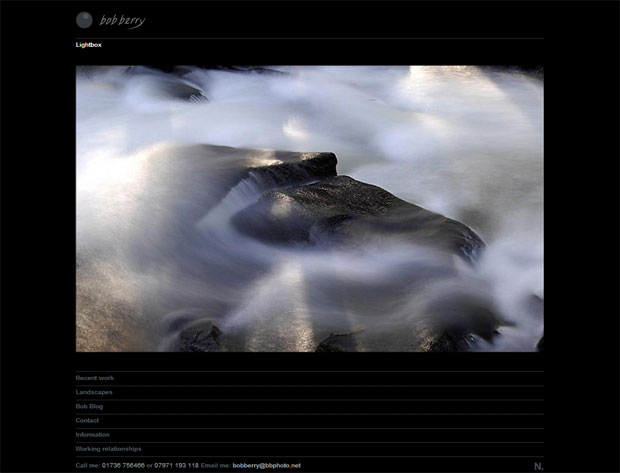 bob berry
Lightbox
Recent work
Landscapes
Bob Blog
Contact
Information
Working relationships
Call me: 01736 756466 or 07971 193 118 Email me: bobberry@bbphoto.net
N.